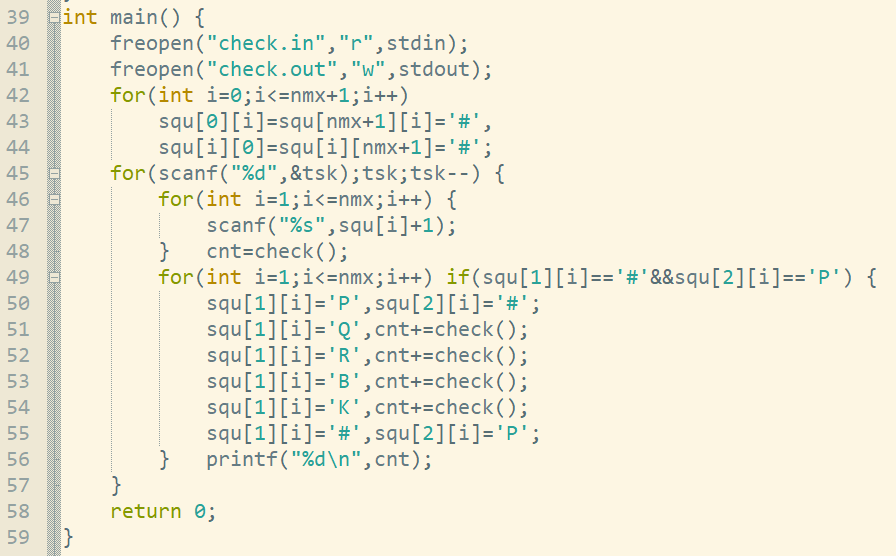 39 int main() {
40     freopen("check.in","r",stdin);
41     freopen("check.out","w",stdout);
42     for(int i=0;i<=nmx+1;i++)
43         squ[0][i]=squ[nmx+1][i]='#',
44         squ[i][0]=squ[i][nmx+1]='#';
45     for(scanf("%d",&tsk);tsk;tsk--) {
46         for(int i=1;i<=nmx;i++) {
47             scanf("%s",squ[i]+1);
48         }   cnt=check();
49         for(int i=1;i<=nmx;i++) if(squ[1][i]=='#'&&squ[2][i]=='P') {
50             squ[1][i]='P',squ[2][i]='#';
51             squ[1][i]='Q',cnt+=check();
52             squ[1][i]='R',cnt+=check();
53             squ[1][i]='B',cnt+=check();
54             squ[1][i]='K',cnt+=check();
55             squ[1][i]='#',squ[2][i]='P';
56         }   printf("%d\n",cnt);
57     }
58     return 0;
59 }